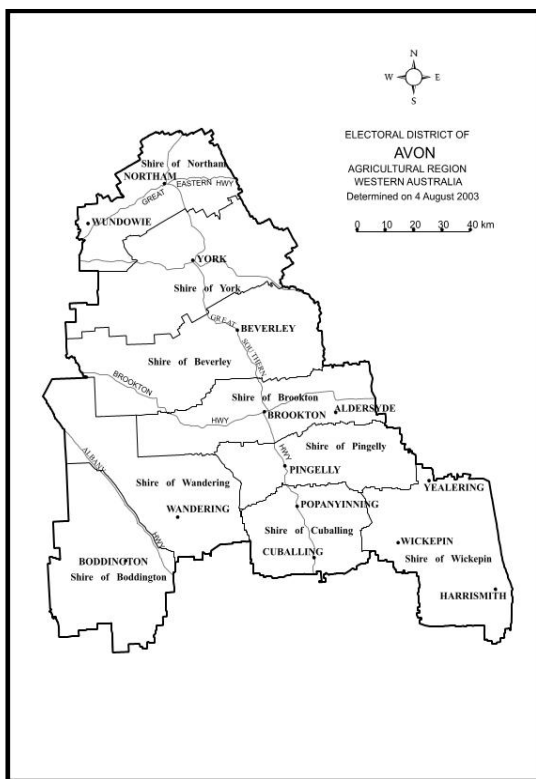 N
W E
S
ELECTORAL DISTRICT OF
AVON
AGRICULTURAL REGION
WESTERN AUSTRALIA
Determined on 4 August 2003
0 10 20 40 km
Shire of Northam
NORTHAM
GREAT EASTERN HWY
WUNDOWIE
YORK
Shire of York
GREAT SOUTHERN HWY
BEVERLEY
Shire of Beverley
BROOKTON HWY
Shire of Brookton
BROOKTON
ALDERSYDE
Shire of Pingelly
PINGELLY
ALBANY HWY
Shire of Wandering
WANDERING
YEALERING
POPANYINNING
Shire of Cuballing
CUBALLING
WICKEPIN
Shire of Wickepin
HARRISMITH
BODDINGTON
Shire of Boddington